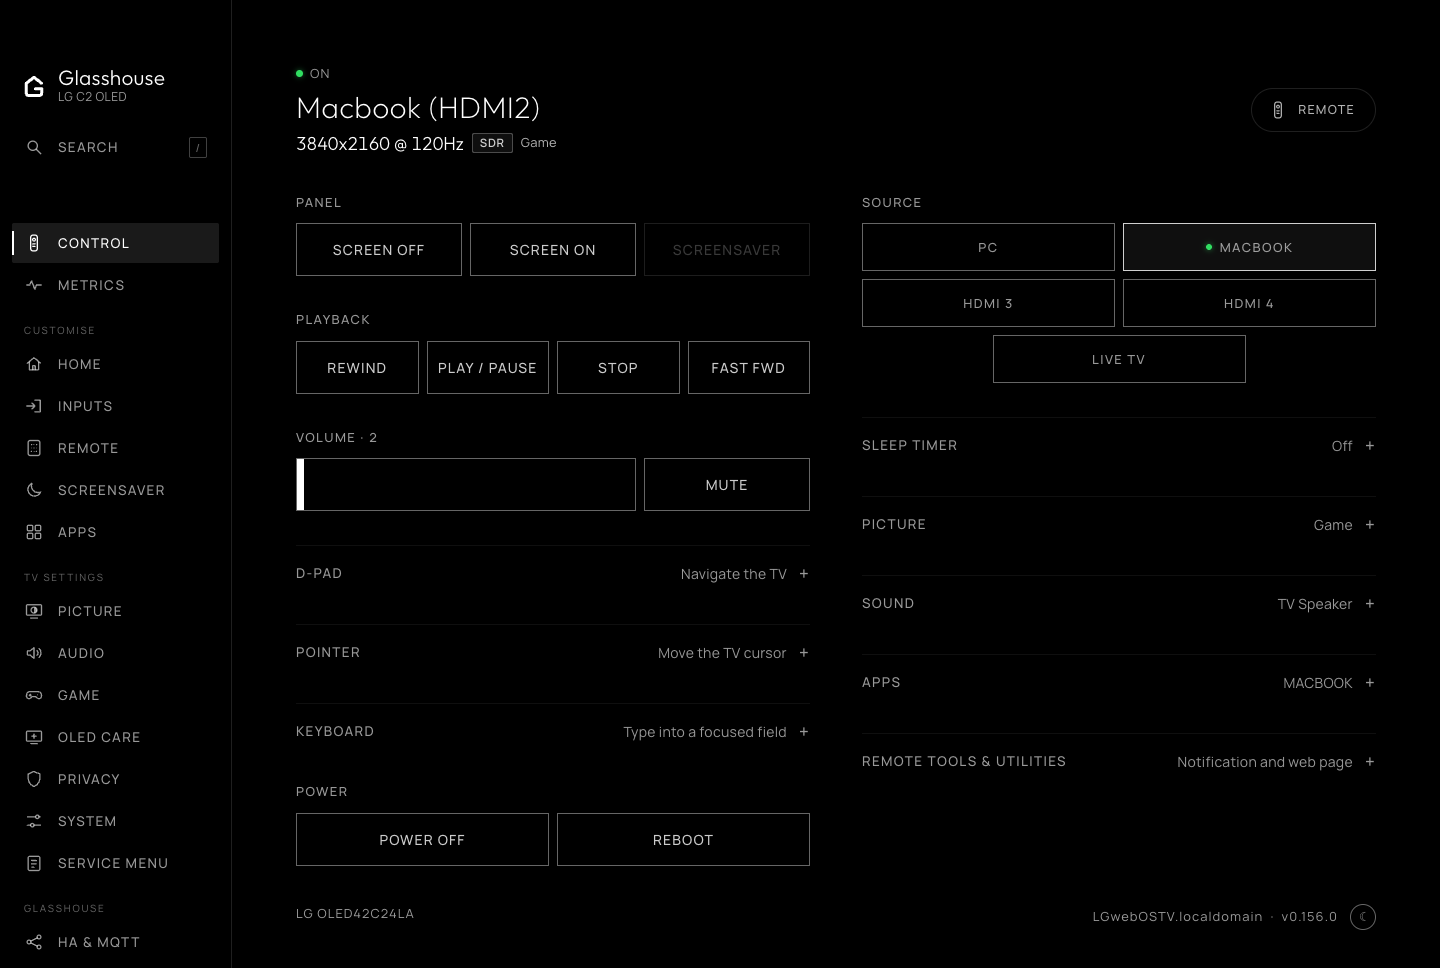 Glasshouse
LG C2 OLED
SEARCH /
CONTROL
METRICS
CUSTOMISE
HOME
INPUTS
REMOTE
SCREENSAVER
APPS
TV SETTINGS
PICTURE
AUDIO
GAME
OLED CARE
PRIVACY
SYSTEM
SERVICE MENU
GLASSHOUSE
HA & MQTT
ON
Macbook (HDMI2)
3840x2160 @ 120Hz SDR Game
REMOTE
PANEL
SCREEN OFF SCREEN ON SCREENSAVER
PLAYBACK
REWIND PLAY / PAUSE STOP FAST FWD
VOLUME · 2
MUTE
D-PAD Navigate the TV +
POINTER Move the TV cursor +
KEYBOARD Type into a focused field +
POWER
POWER OFF REBOOT
SOURCE
PC MACBOOK
HDMI 3 HDMI 4
LIVE TV
SLEEP TIMER Off +
PICTURE Game +
SOUND TV Speaker +
APPS MACBOOK +
REMOTE TOOLS & UTILITIES Notification and web page +
LG OLED42C24LA
LGwebOSTV.localdomain · v0.156.0